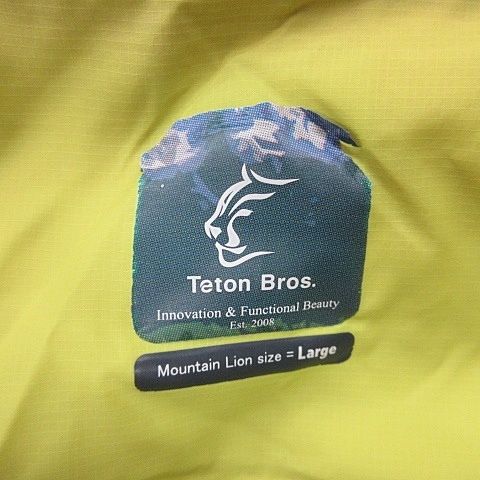 Teton Bros.
Innovation & Functional Beauty
Est. 2008
Mountain Lion size = Large